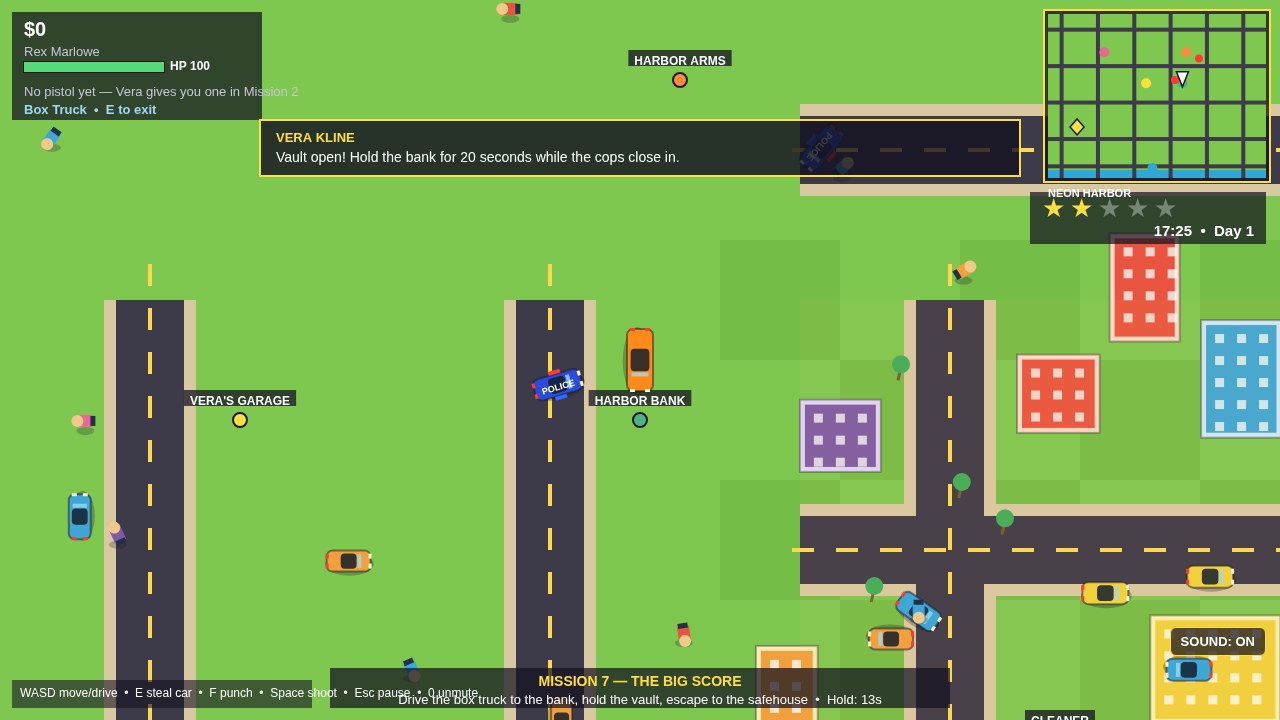 $0
Rex Marlowe
HP 100
No pistol yet — Vera gives you one in Mission 2
Box Truck • E to exit
HARBOR ARMS
VERA KLINE
Vault open! Hold the bank for 20 seconds while the cops close in.
POLICE
NEON HARBOR
17:25 • Day 1
POLICE
VERA'S GARAGE
HARBOR BANK
SOUND: ON
WASD move/drive • E steal car • F punch • Space shoot • Esc pause • 0 unmute
MISSION 7 — THE BIG SCORE
Drive the box truck to the bank, hold the vault, escape to the safehouse • Hold: 13s
CLEANER